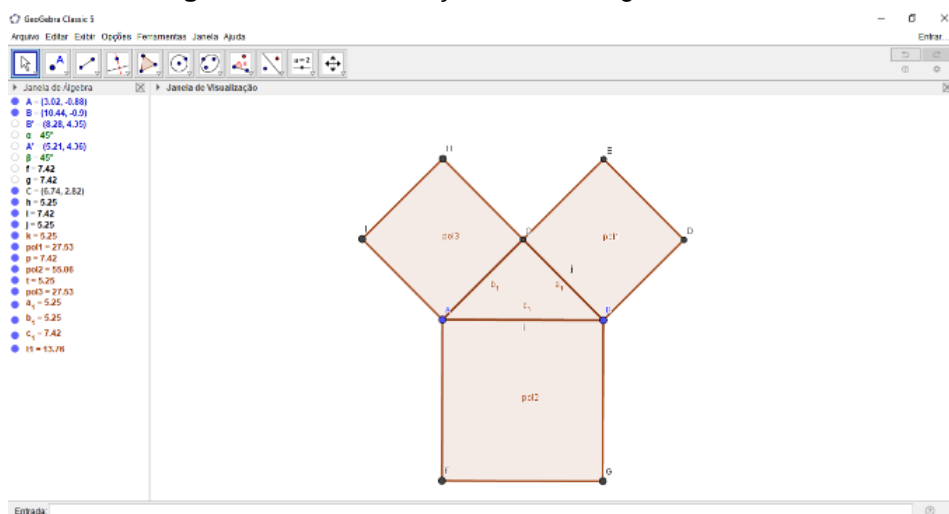 GeoGebra Classic 5
Arquivo Editar Exibir Opções Ferramentas Janela Ajuda
Entrar...
a=2
Janela de Álgebra
Janela de Visualização
A = (3.02, -0.88)
B = (10.44, -0.9)
B' = (8.28, 4.35)
α = 45°
A' = (5.21, 4.36)
β = 45°
f = 7.42
g = 7.42
C = (6.74, 2.82)
h = 5.25
i = 7.42
j = 5.25
k = 5.25
pol1 = 27.53
p = 7.42
pol2 = 55.06
t = 5.25
pol3 = 27.53
a₁ = 5.25
b₁ = 5.25
c₁ = 7.42
t1 = 13.76
H
E
I
pol3
C
pol1
D
j
b₁
a₁
c₁
A
B
i
pol2
F
G
Entrada: